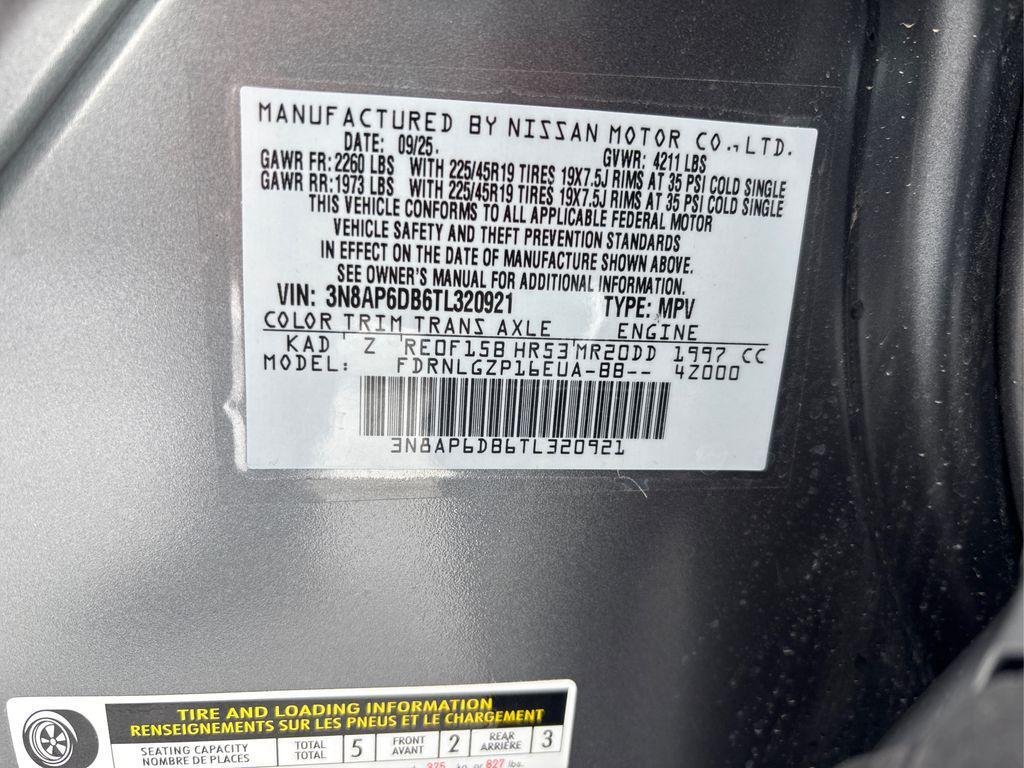 MANUFACTURED BY NISSAN MOTOR CO.,LTD.
DATE: 09/25. GVWR: 4211 LBS
GAWR FR: 2260 LBS WITH 225/45R19 TIRES 19X7.5J RIMS AT 35 PSI COLD SINGLE
GAWR RR: 1973 LBS WITH 225/45R19 TIRES 19X7.5J RIMS AT 35 PSI COLD SINGLE
THIS VEHICLE CONFORMS TO ALL APPLICABLE FEDERAL MOTOR
VEHICLE SAFETY AND THEFT PREVENTION STANDARDS
IN EFFECT ON THE DATE OF MANUFACTURE SHOWN ABOVE.
SEE OWNER'S MANUAL FOR ADDITIONAL INFORMATION.
VIN: 3N8AP6DB6TL320921 TYPE: MPV
COLOR TRIM TRANS AXLE ENGINE
KAD Z RE0F15B HR53 MR20DD 1997 CC
MODEL: FDRNLGZP16EUA-BB-- 4Z000
3N8AP6DB6TL320921
TIRE AND LOADING INFORMATION
RENSEIGNEMENTS SUR LES PNEUS ET LE CHARGEMENT
SEATING CAPACITY TOTAL 5 FRONT 2 REAR 3
NOMBRE DE PLACES TOTAL AVANT ARRIÈRE
375 kg or 827 lbs.